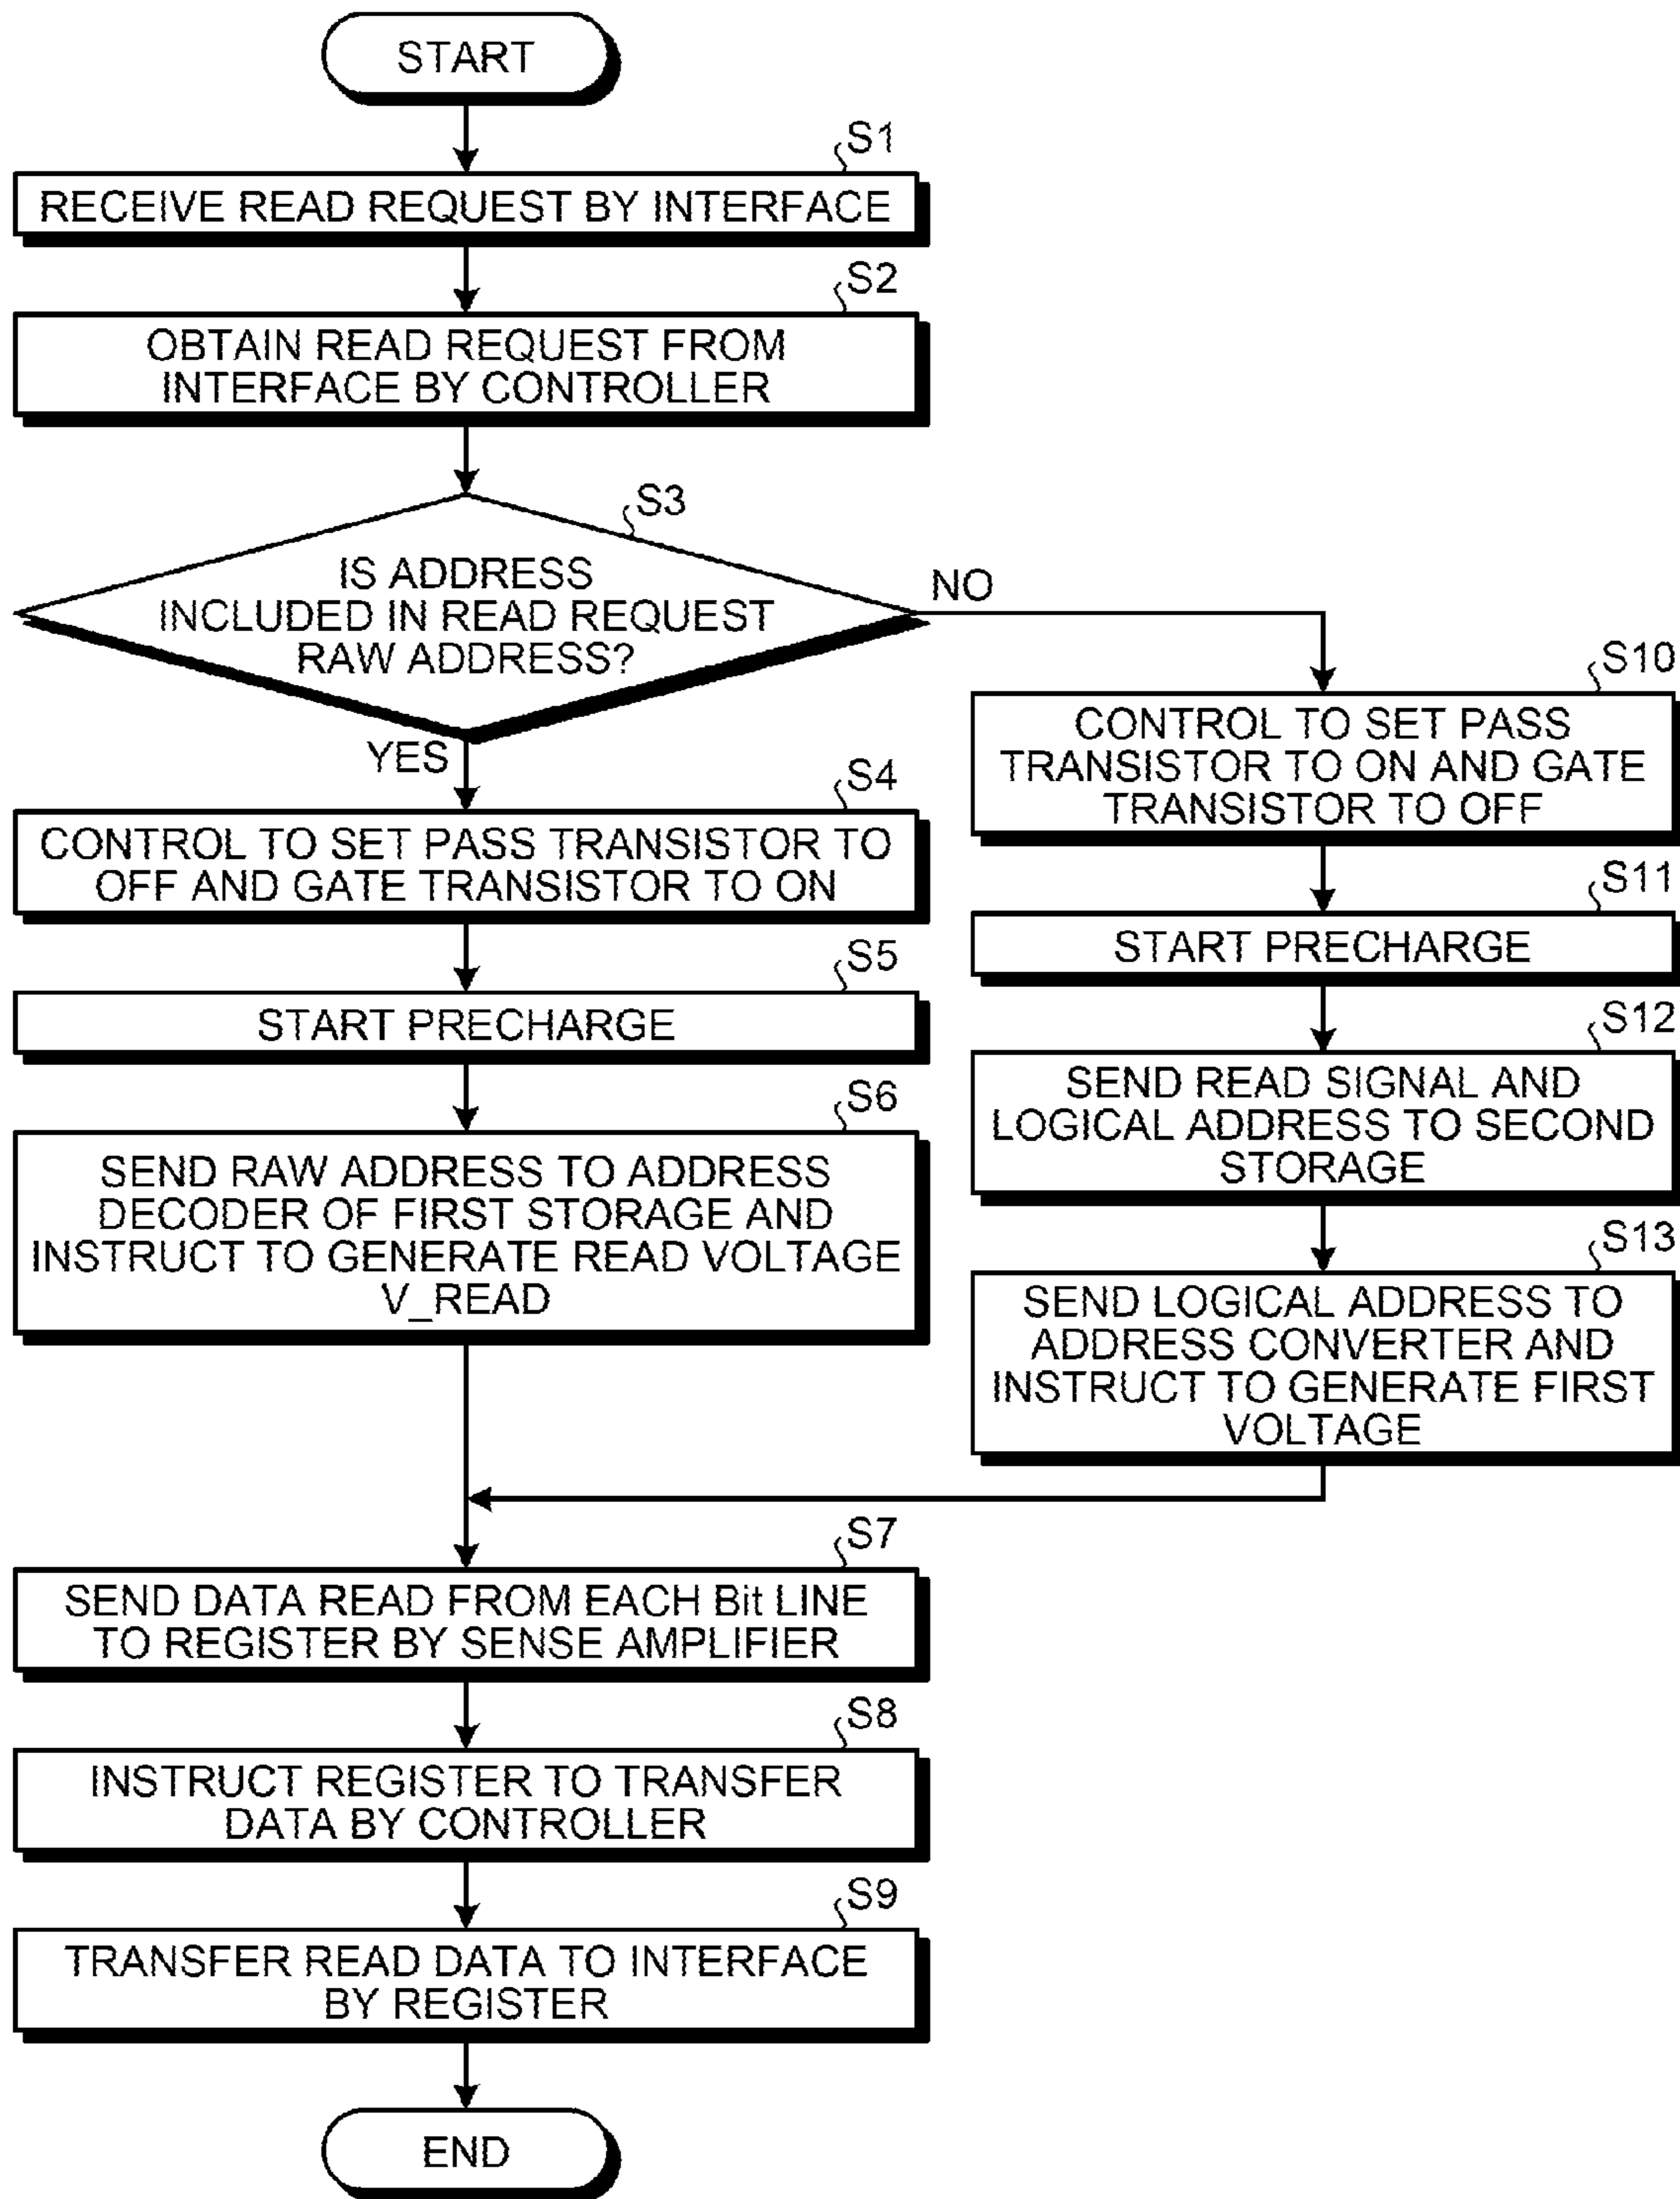 START
S1
RECEIVE READ REQUEST BY INTERFACE
S2
OBTAIN READ REQUEST FROM
INTERFACE BY CONTROLLER
S3
IS ADDRESS
INCLUDED IN READ REQUEST
RAW ADDRESS?
NO
YES
S4
CONTROL TO SET PASS TRANSISTOR TO
OFF AND GATE TRANSISTOR TO ON
S5
START PRECHARGE
S6
SEND RAW ADDRESS TO ADDRESS
DECODER OF FIRST STORAGE AND
INSTRUCT TO GENERATE READ VOLTAGE
V_READ
S10
CONTROL TO SET PASS
TRANSISTOR TO ON AND GATE
TRANSISTOR TO OFF
S11
START PRECHARGE
S12
SEND READ SIGNAL AND
LOGICAL ADDRESS TO SECOND
STORAGE
S13
SEND LOGICAL ADDRESS TO
ADDRESS CONVERTER AND
INSTRUCT TO GENERATE FIRST
VOLTAGE
S7
SEND DATA READ FROM EACH Bit LINE
TO REGISTER BY SENSE AMPLIFIER
S8
INSTRUCT REGISTER TO TRANSFER
DATA BY CONTROLLER
S9
TRANSFER READ DATA TO INTERFACE
BY REGISTER
END